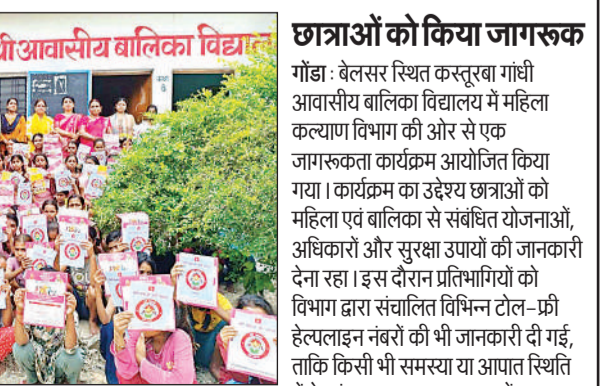 गांधी आवासीय बालिका विद्यालय
छात्राओं को किया जागरूक
गोंडा : बेलसर स्थित कस्तूरबा गांधी
आवासीय बालिका विद्यालय में महिला
कल्याण विभाग की ओर से एक
जागरूकता कार्यक्रम आयोजित किया
गया। कार्यक्रम का उद्देश्य छात्राओं को
महिला एवं बालिका से संबंधित योजनाओं,
अधिकारों और सुरक्षा उपायों की जानकारी
देना रहा। इस दौरान प्रतिभागियों को
विभाग द्वारा संचालित विभिन्न टोल-फ्री
हेल्पलाइन नंबरों की भी जानकारी दी गई,
ताकि किसी भी समस्या या आपात स्थिति